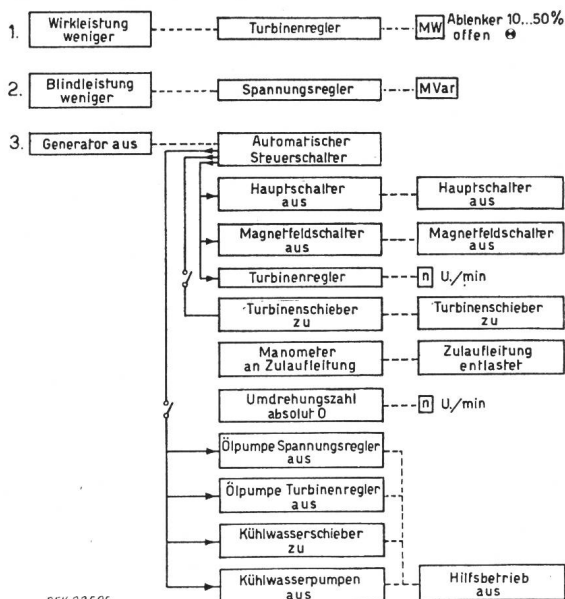 1. Wirkleistung weniger Turbinenregler MW Ablenker 10...50% offen
2. Blindleistung weniger Spannungsregler MVar
3. Generator aus Automatischer Steuerschalter
Hauptschalter aus Hauptschalter aus
Magnetfeldschalter aus Magnetfeldschalter aus
Turbinenregler n U./min
Turbinenschieber zu Turbinenschieber zu
Manometer an Zulaufleitung Zulaufleitung entlastet
Umdrehungszahl absolut 0 n U./min
Ölpumpe Spannungsregler aus
Ölpumpe Turbinenregler aus
Kühlwasserschieber zu
Kühlwasserpumpen aus Hilfsbetrieb aus